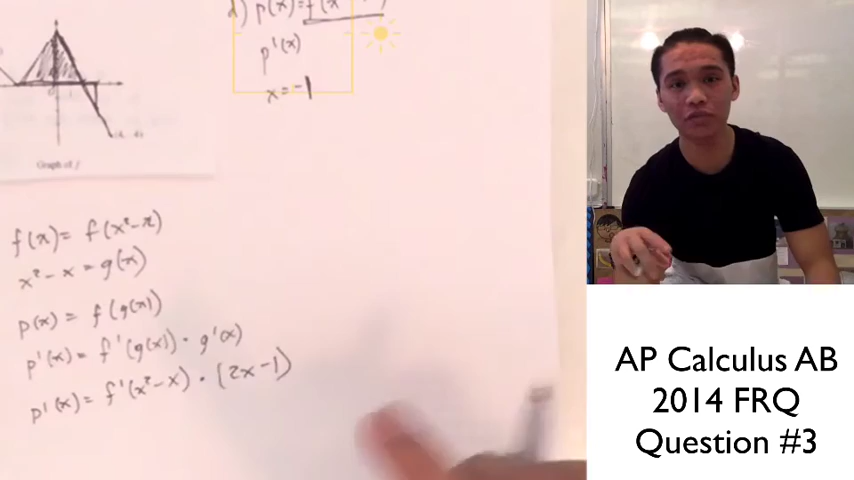 d) p(x)=f(x
p'(x)
x=-1
Graph of f
f(x)= f(x²-x)
x²-x = g(x)
p(x) = f(g(x))
p'(x) = f'(g(x)) · g'(x)
p'(x) = f'(x²-x) · (2x-1)
AP Calculus AB
2014 FRQ
Question #3